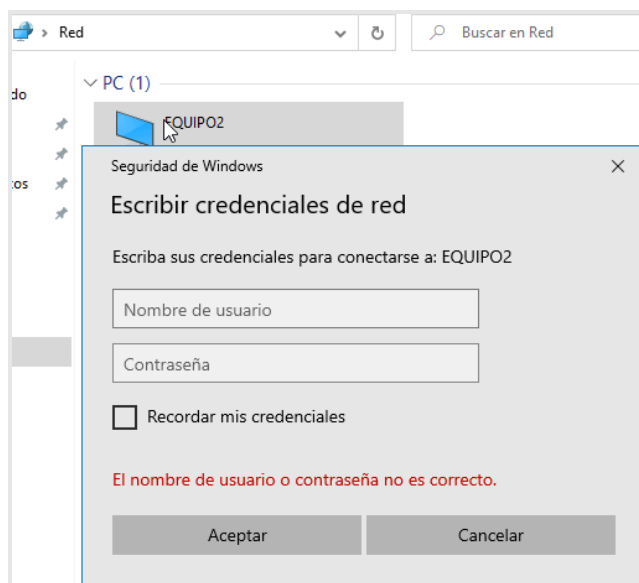 Red
Buscar en Red
do
PC (1)
EQUIPO2
tos
Seguridad de Windows
Escribir credenciales de red
Escriba sus credenciales para conectarse a: EQUIPO2
Nombre de usuario
Contraseña
Recordar mis credenciales
El nombre de usuario o contraseña no es correcto.
Aceptar
Cancelar